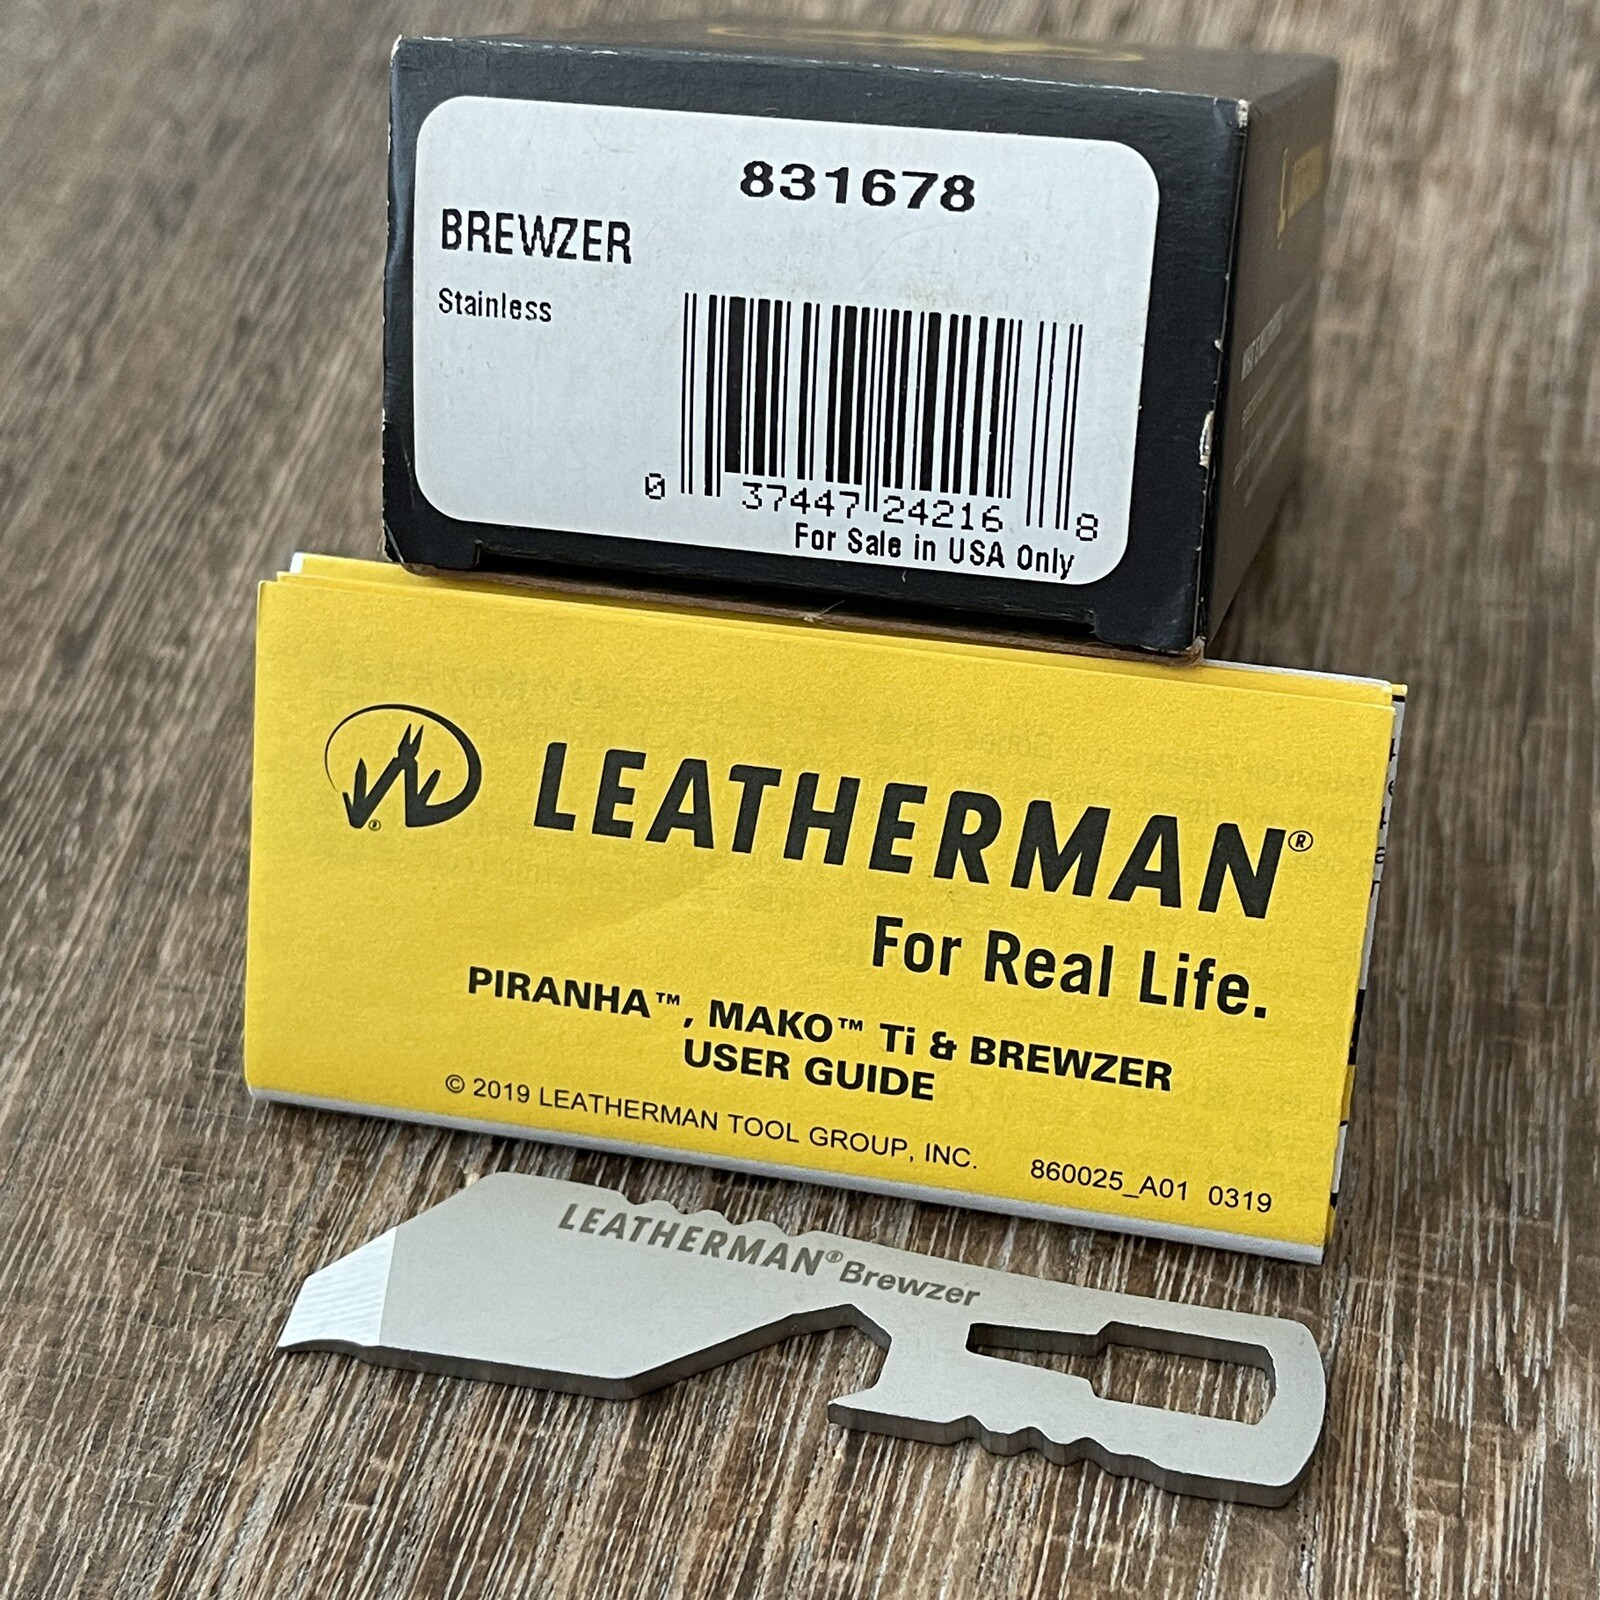 831678
BREWZER
Stainless
0 37447 24216 8
For Sale in USA Only
LEATHERMAN®
For Real Life.
PIRANHA™, MAKO™ Ti & BREWZER
USER GUIDE
© 2019 LEATHERMAN TOOL GROUP, INC. 860025_A01 0319
LEATHERMAN® Brewzer